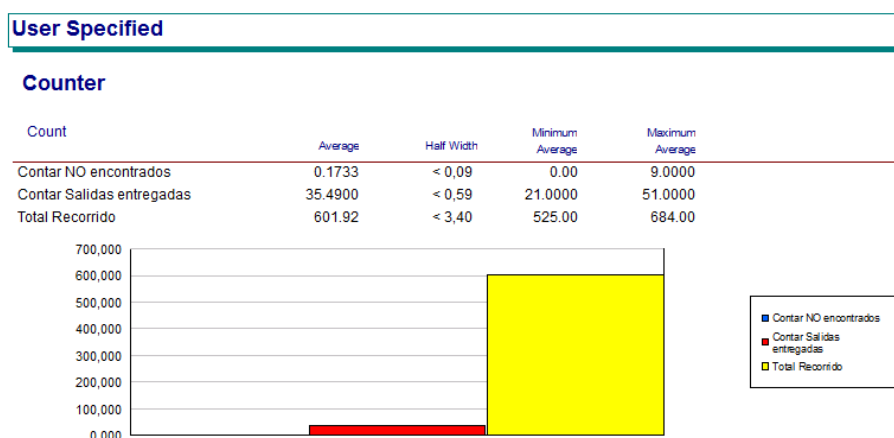 User Specified
Counter
Count Average Half Width Minimum Average Maximum Average
Contar NO encontrados 0.1733 < 0,09 0.00 9.0000
Contar Salidas entregadas 35.4900 < 0,59 21.0000 51.0000
Total Recorrido 601.92 < 3,40 525.00 684.00
700,000
600,000
500,000
400,000
300,000
200,000
100,000
0,000
Contar NO encontrados
Contar Salidas
entregadas
Total Recorrido